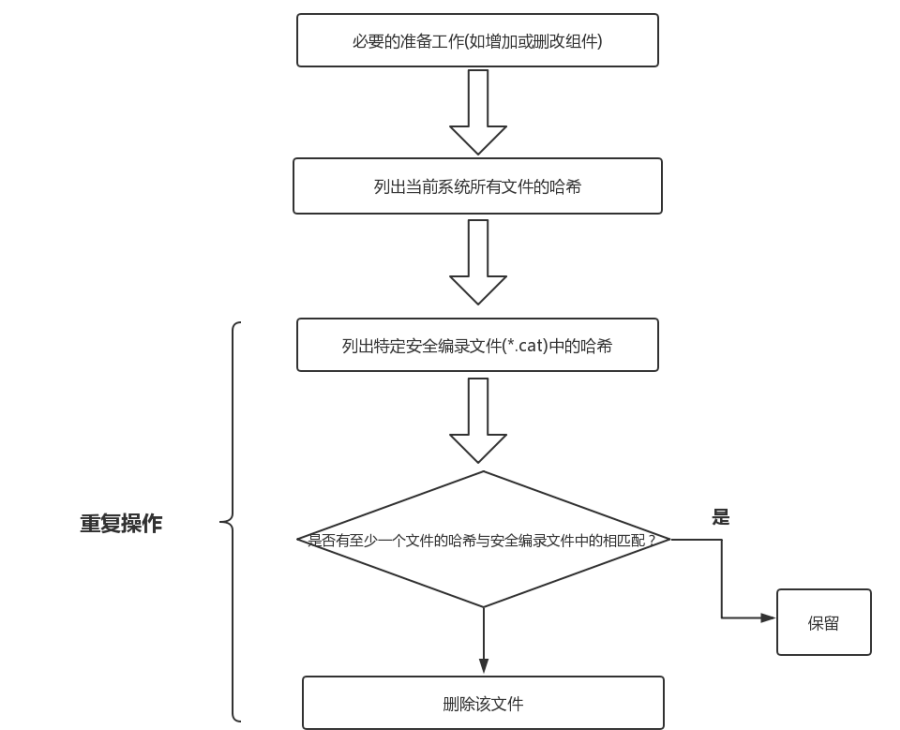 必要的准备工作(如增加或删改组件)
列出当前系统所有文件的哈希
列出特定安全编录文件(*.cat)中的哈希
重复操作
是否有至少一个文件的哈希与安全编录文件中的相匹配？
是
保留
删除该文件